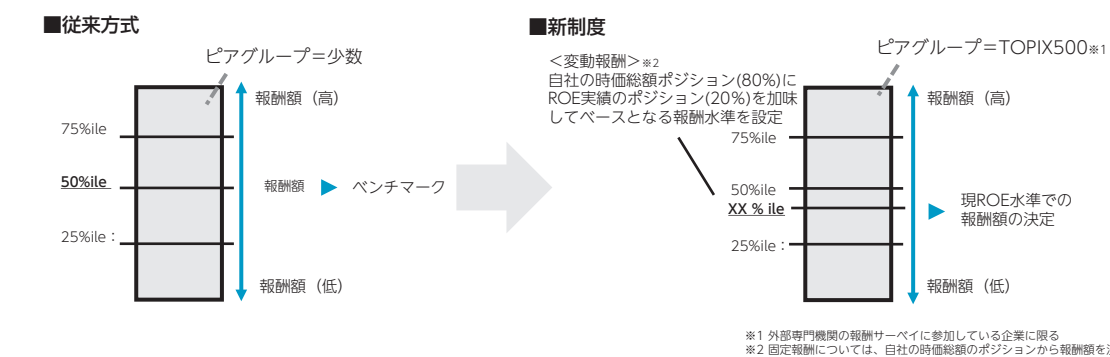 ■従来方式
ピアグループ＝少数
報酬額（高）
75%ile
50%ile
報酬額
ベンチマーク
25%ile：
報酬額（低）
■新制度
ピアグループ＝TOPIX500※1
＜変動報酬＞※2
自社の時価総額ポジション(80%)に
ROE実績のポジション(20%)を加味
してベースとなる報酬水準を設定
報酬額（高）
75%ile
50%ile
XX % ile
現ROE水準での
報酬額の決定
25%ile：
報酬額（低）
※1 外部専門機関の報酬サーベイに参加している企業に限る
※2 固定報酬については、自社の時価総額のポジションから報酬額を